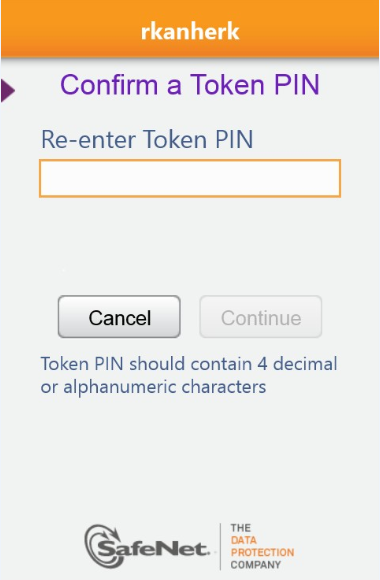 rkanherk
Confirm a Token PIN
Re-enter Token PIN
Cancel
Continue
Token PIN should contain 4 decimal
or alphanumeric characters
SafeNet.
THE
DATA
PROTECTION
COMPANY